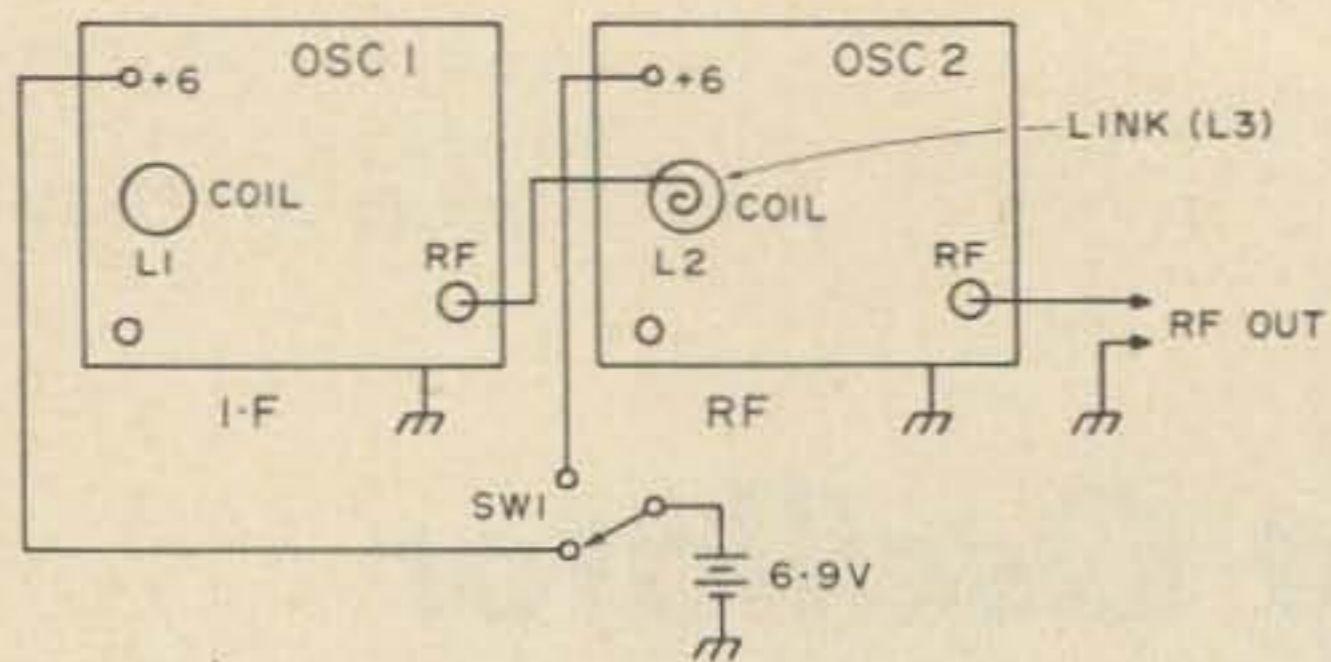 OSC 1
OSC 2
+6
+6
LINK (L3)
COIL
COIL
L1
L2
RF
RF
RF OUT
I-F
RF
SW1
6-9V